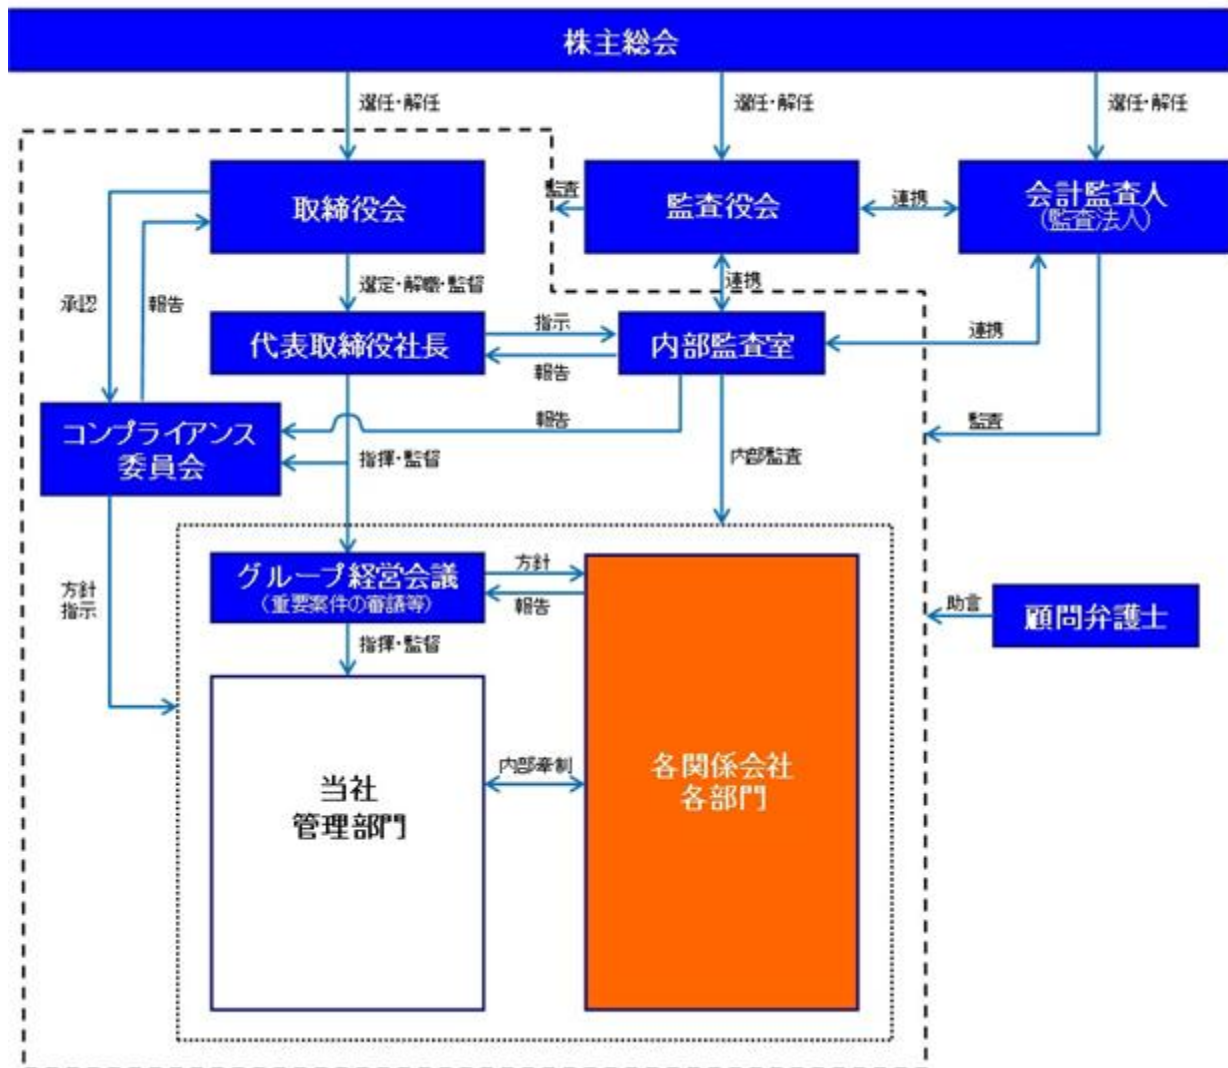 株主総会
選任・解任
選任・解任
選任・解任
取締役会
監査
監査役会
連携
会計監査人
(監査法人)
承認
報告
選定・解職・監督
連携
代表取締役社長
指示
報告
内部監査室
連携
コンプライアンス
委員会
報告
指揮・監督
内部監査
監査
グループ経営会議
(重要案件の審議等)
方針
報告
方針
指示
指揮・監督
助言
顧問弁護士
当社
管理部門
内部牽制
各関係会社
各部門